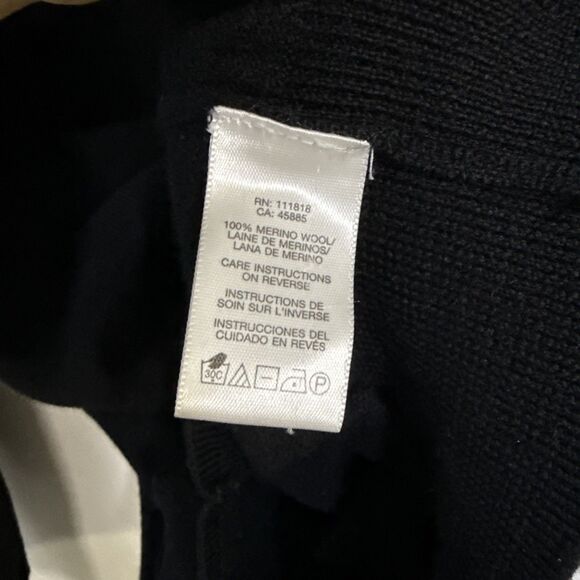 RN: 111818
CA: 45885
100% MERINO WOOL/
LAINE DE MERINOS/
LANA DE MERINO
CARE INSTRUCTIONS
ON REVERSE
INSTRUCTIONS DE
SOIN SUR L'INVERSE
INSTRUCCIONES DEL
CUIDADO EN REVÉS
30C P